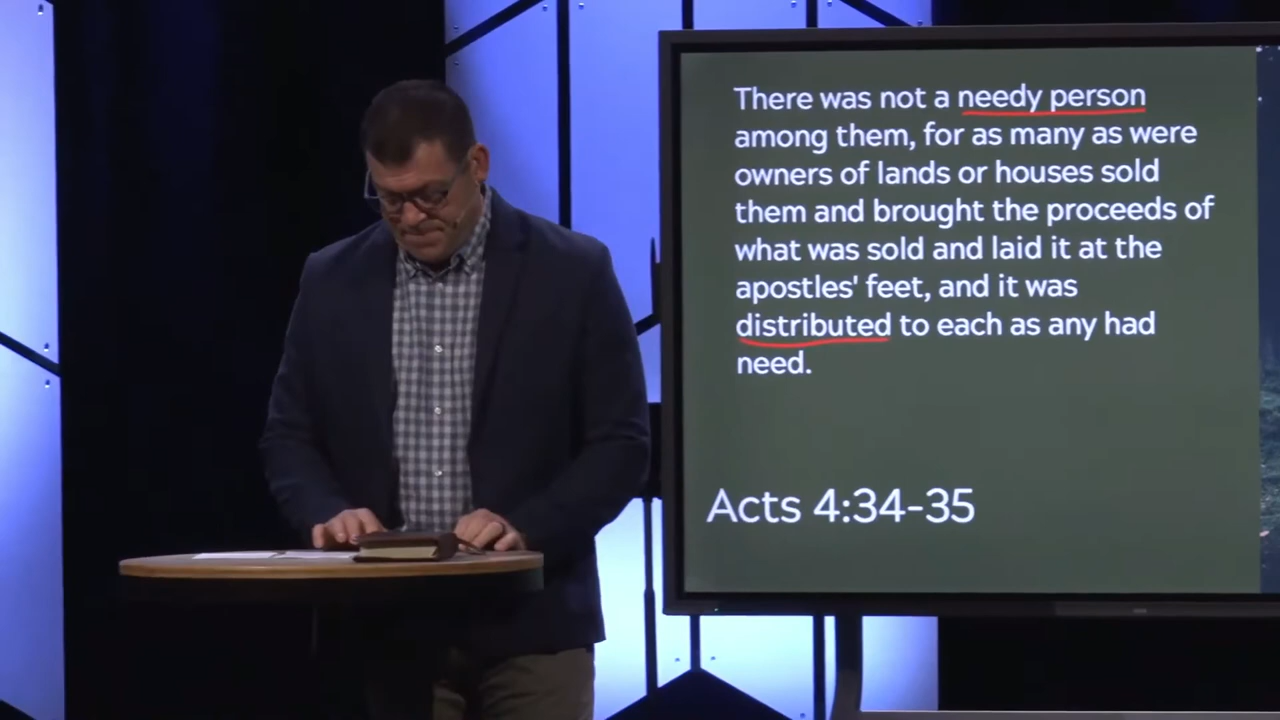 There was not a needy person
among them, for as many as were
owners of lands or houses sold
them and brought the proceeds of
what was sold and laid it at the
apostles' feet, and it was
distributed to each as any had
need.
Acts 4:34-35